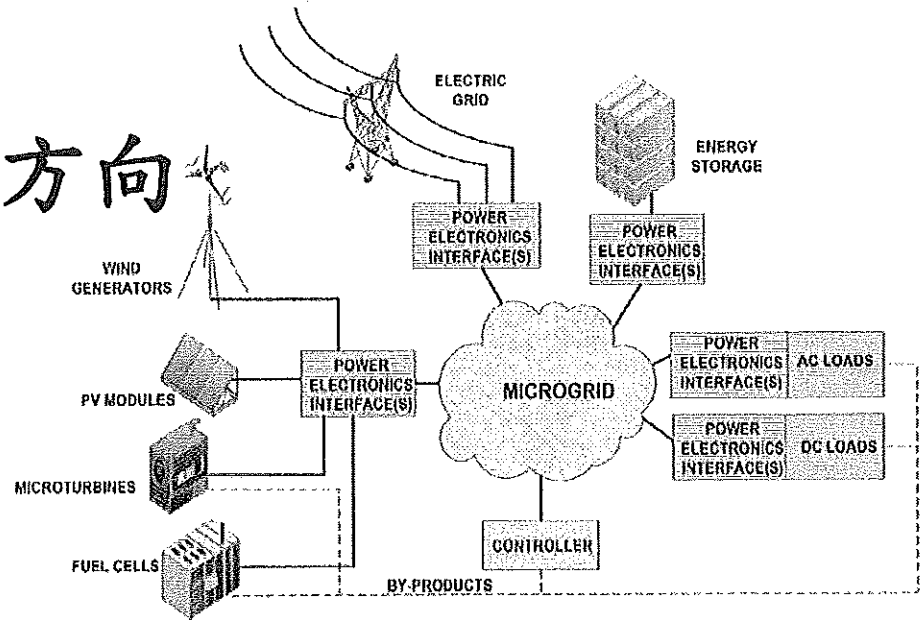 ELECTRIC
GRID
方向
ENERGY
STORAGE
POWER
ELECTRONICS
INTERFACE(S)
POWER
ELECTRONICS
INTERFACE(S)
WIND
GENERATORS
POWER
ELECTRONICS
INTERFACE(S)
MICROGRID
POWER
ELECTRONICS
INTERFACE(S)
AC LOADS
PV MODULES
POWER
ELECTRONICS
INTERFACE(S)
DC LOADS
MICROTURBINES
CONTROLLER
FUEL CELLS
BY-PRODUCTS